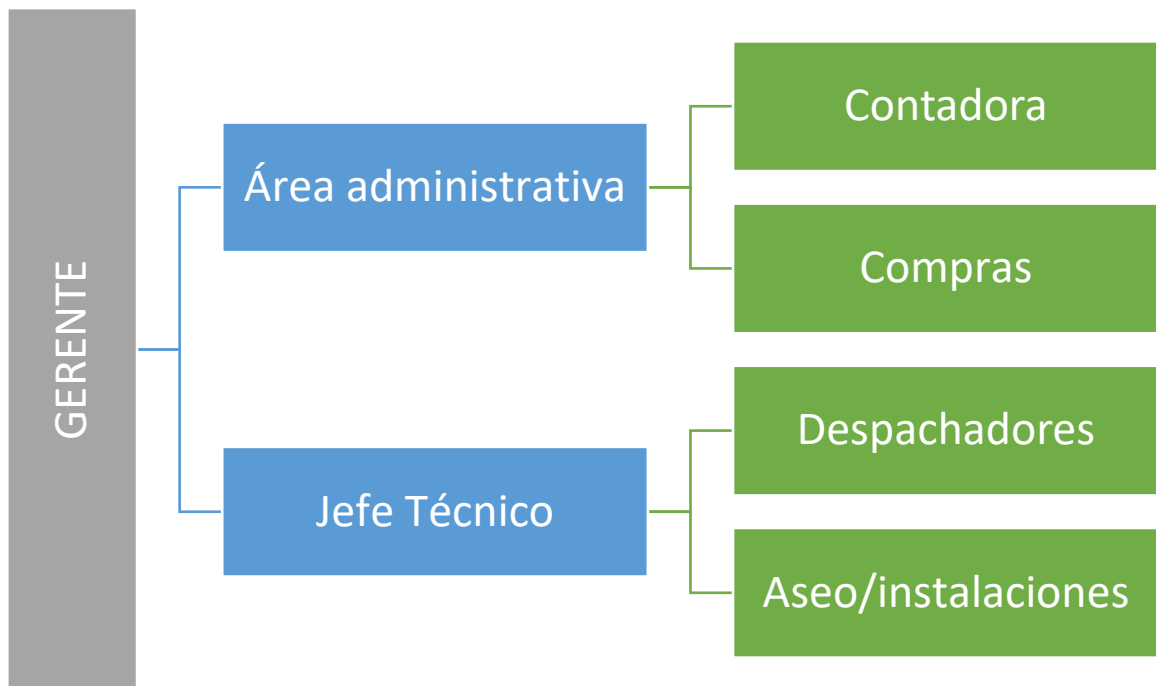 GERENTE
Área administrativa
Contadora
Compras
Jefe Técnico
Despachadores
Aseo/instalaciones